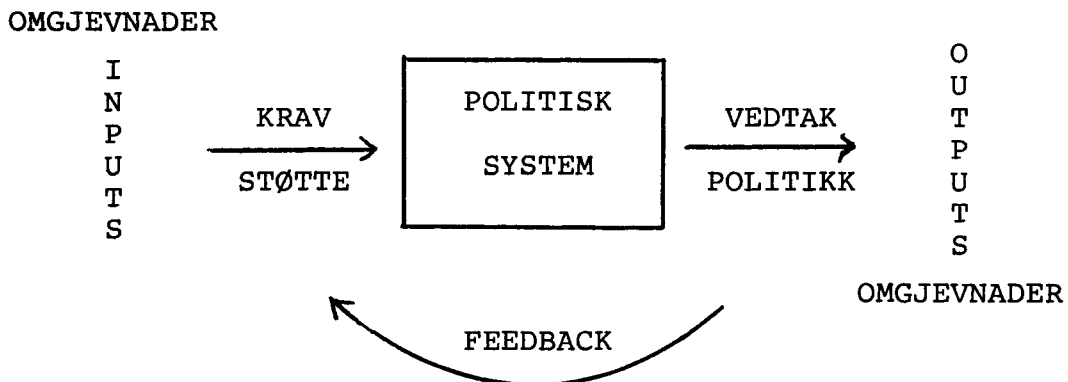 OMGJEVNADER
INPUTS
KRAV
STØTTE
POLITISK
SYSTEM
VEDTAK
POLITIKK
OUTPUTS
OMGJEVNADER
FEEDBACK